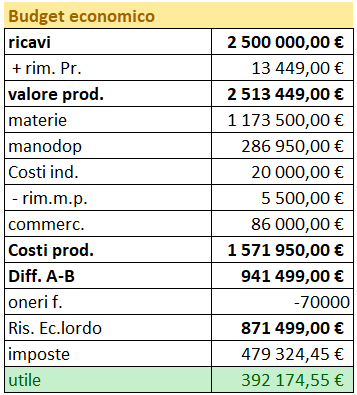 Budget economico
ricavi 2 500 000,00 €
+ rim. Pr. 13 449,00 €
valore prod. 2 513 449,00 €
materie 1 173 500,00 €
manodop 286 950,00 €
Costi ind. 20 000,00 €
- rim.m.p. 5 500,00 €
commerc. 86 000,00 €
Costi prod. 1 571 950,00 €
Diff. A-B 941 499,00 €
oneri f. -70000
Ris. Ec.lordo 871 499,00 €
imposte 479 324,45 €
utile 392 174,55 €